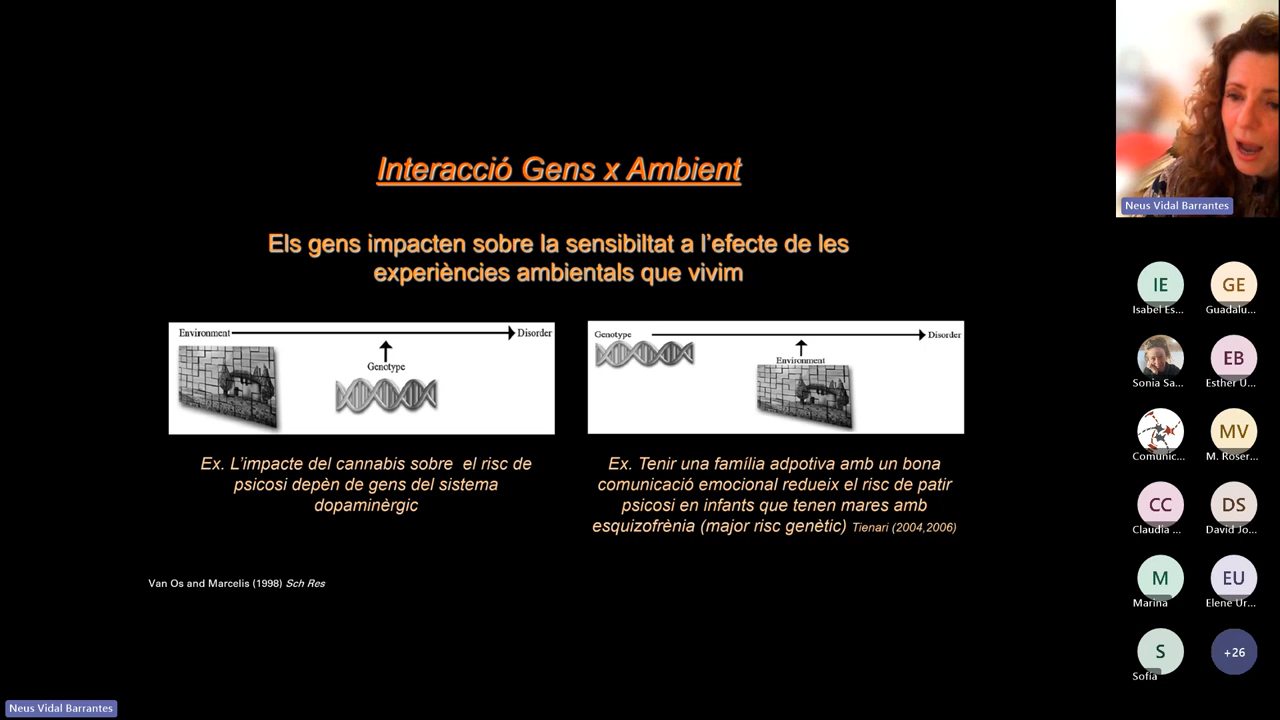 Interacció Gens x Ambient
Els gens impacten sobre la sensibiltat a l'efecte de les
experiències ambientals que vivim
Environment
Disorder
Genotype
Genotype
Disorder
Environment
Ex. L'impacte del cannabis sobre el risc de
psicosi depèn de gens del sistema
dopaminèrgic
Ex. Tenir una família adpotiva amb un bona
comunicació emocional redueix el risc de patir
psicosi en infants que tenen mares amb
esquizofrènia (major risc genètic) Tienari (2004,2006)
Van Os and Marcelis (1998) Sch Res
Neus Vidal Barrantes
Neus Vidal Barrantes
IE
GE
Isabel Es...
Guadalu...
EB
Sonia Sa...
Esther U...
MV
Comunic...
M. Roser...
CC
DS
Claudia ...
David Jo...
M
EU
Marina
Elene Ur...
S
+26
Sofía